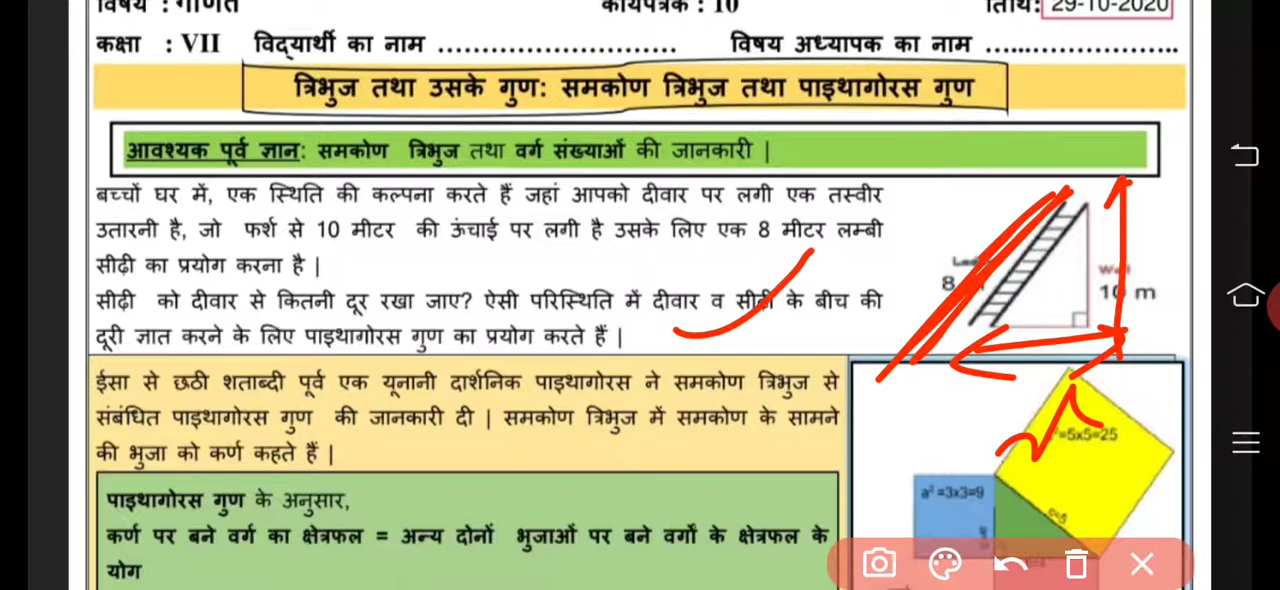 विषय : गणित कार्यपत्रक : 10 तिथि: 29-10-2020
कक्षा : VII विद्यार्थी का नाम ............................ विषय अध्यापक का नाम ........................
त्रिभुज तथा उसके गुण: समकोण त्रिभुज तथा पाइथागोरस गुण
आवश्यक पूर्व ज्ञान: समकोण त्रिभुज तथा वर्ग संख्याओं की जानकारी |
बच्चों घर में, एक स्थिति की कल्पना करते हैं जहां आपको दीवार पर लगी एक तस्वीर
उतारनी है, जो फर्श से 10 मीटर की ऊंचाई पर लगी है उसके लिए एक 8 मीटर लम्बी
सीढ़ी का प्रयोग करना है |
सीढ़ी को दीवार से कितनी दूर रखा जाए? ऐसी परिस्थिति में दीवार व सीढ़ी के बीच की
दूरी ज्ञात करने के लिए पाइथागोरस गुण का प्रयोग करते हैं |
8
10 m
ईसा से छठी शताब्दी पूर्व एक यूनानी दार्शनिक पाइथागोरस ने समकोण त्रिभुज से
संबंधित पाइथागोरस गुण की जानकारी दी | समकोण त्रिभुज में समकोण के सामने
की भुजा को कर्ण कहते हैं |
पाइथागोरस गुण के अनुसार,
कर्ण पर बने वर्ग का क्षेत्रफल = अन्य दोनों भुजाओं पर बने वर्गों के क्षेत्रफल के
योग
=5x5=25
a²=3x3=9
c=5